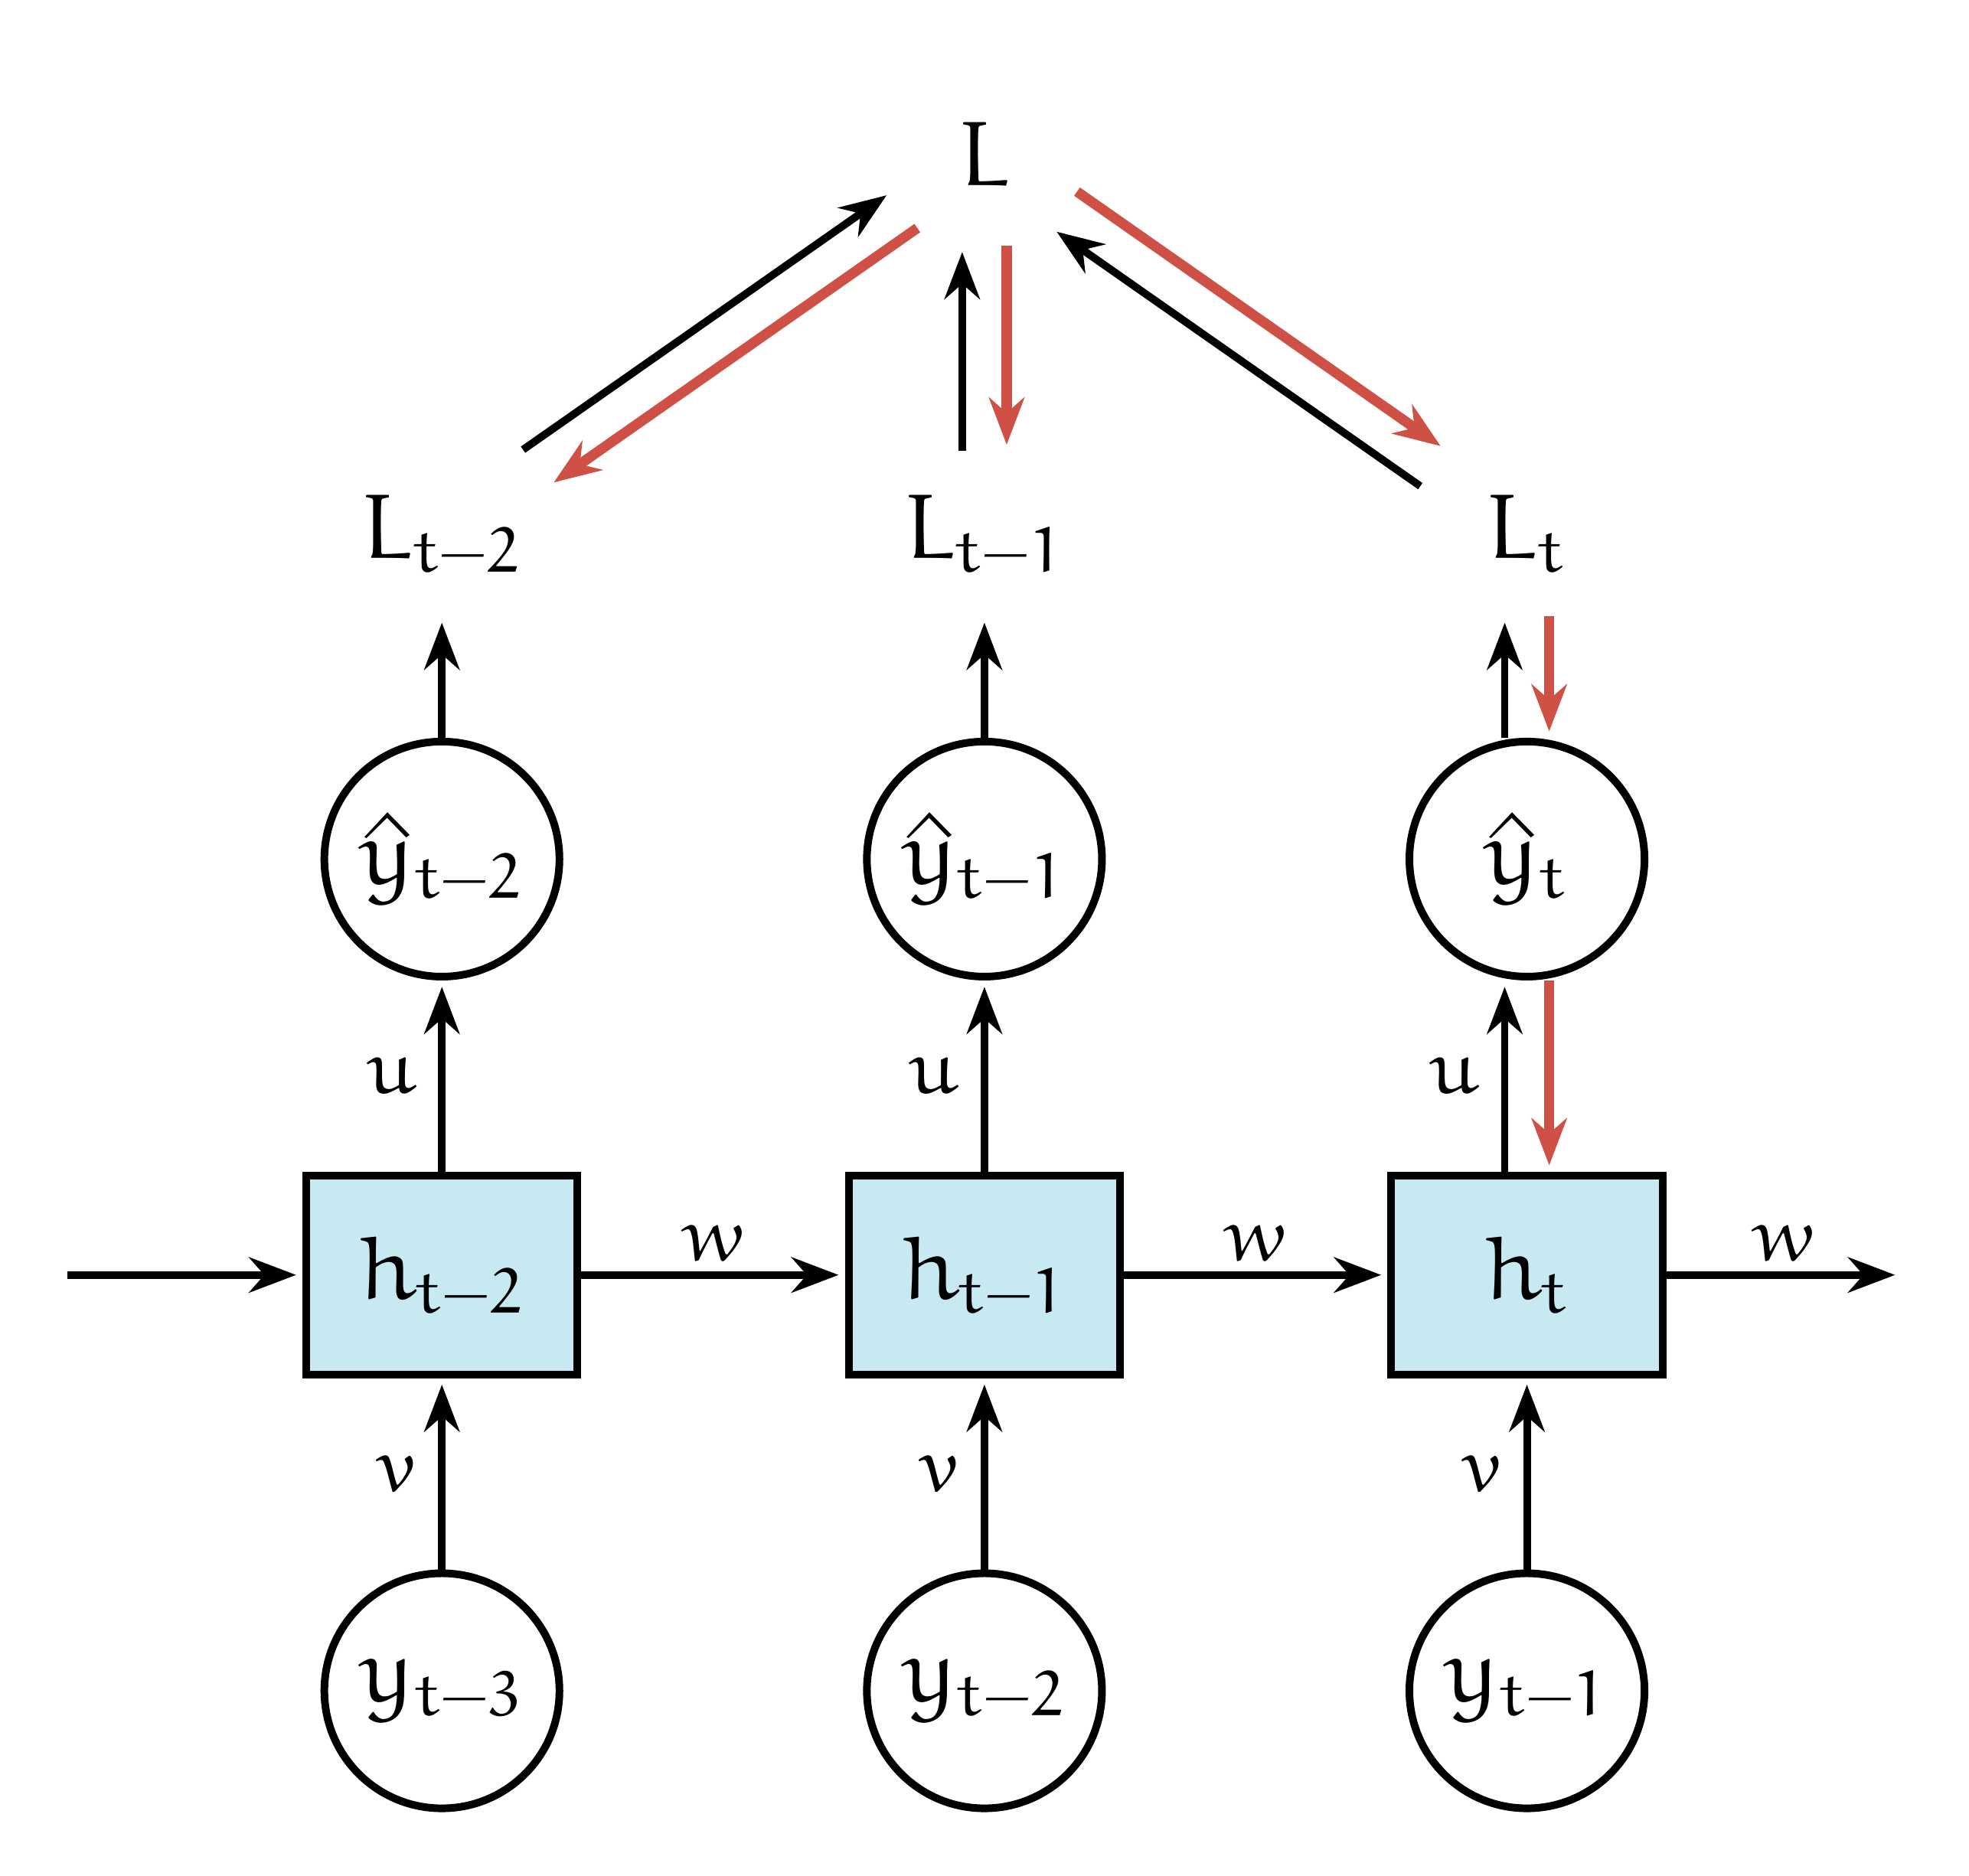 L
L_{t−2} L_{t−1} L_t
ŷ_{t−2} ŷ_{t−1} ŷ_t
u u u
w w w
h_{t−2} h_{t−1} h_t
v v v
y_{t−3} y_{t−2} y_{t−1}